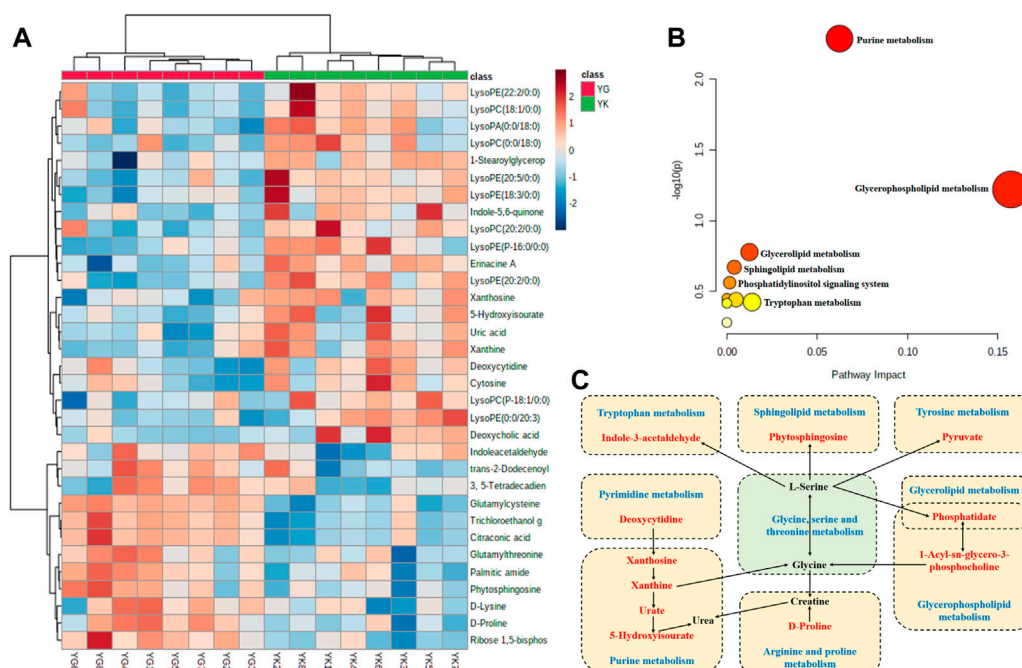 A
class
LysoPE(22:2/0:0)
LysoPC(18:1/0:0)
LysoPA(0:0/18:0)
LysoPC(0:0/18:0)
1-Stearoylglycerop
LysoPE(20:5/0:0)
LysoPE(18:3/0:0)
Indole-5,6-quinone
LysoPC(20:2/0:0)
LysoPE(P-16:0/0:0)
Erinacine A
LysoPE(20:2/0:0)
Xanthosine
5-Hydroxyisourate
Uric acid
Xanthine
Deoxycytidine
Cytosine
LysoPC(P-18:1/0:0)
LysoPE(0:0/20:3)
Deoxycholic acid
Indoleacetaldehyde
trans-2-Dodecenoyl
3, 5-Tetradecadien
Glutamylcysteine
Trichloroethanol g
Citraconic acid
Glutamylthreonine
Palmitic amide
Phytosphingosine
D-Lysine
D-Proline
Ribose 1,5-bisphos
class
YG
YK
2
1
0
-1
-2
B
Purine metabolism
Glycerophospholipid metabolism
Glycerolipid metabolism
Sphingolipid metabolism
Phosphatidylinositol signaling system
Tryptophan metabolism
-log10(p)
2.0
1.5
1.0
0.5
0.00
0.05
0.10
0.15
Pathway Impact
C
Tryptophan metabolism
Indole-3-acetaldehyde
Sphingolipid metabolism
Phytosphingosine
Tyrosine metabolism
Pyruvate
L-Serine
Pyrimidine metabolism
Deoxycytidine
Glycine, serine and
threonine metabolism
Glycine
Glycerolipid metabolism
Phosphatidate
1-Acyl-sn-glycero-3-
phosphocholine
Glycerophospholipid
metabolism
Xanthosine
Xanthine
Urate
5-Hydroxyisourate
Purine metabolism
Urea
Creatine
D-Proline
Arginine and proline
metabolism